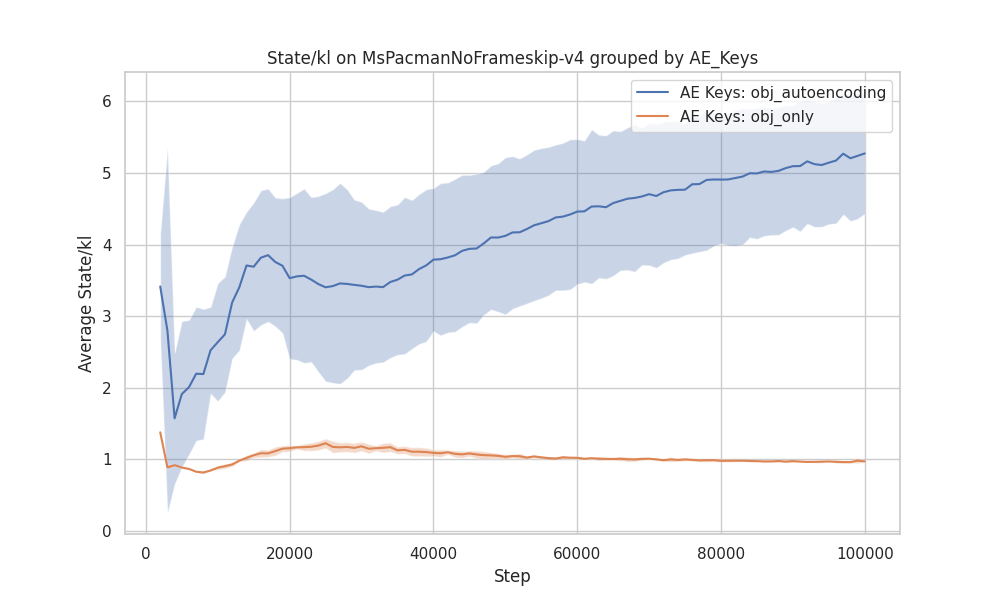 State/kl on MsPacmanNoFrameskip-v4 grouped by AE_Keys
AE Keys: obj_autoencoding
AE Keys: obj_only
Average State/kl
6
5
4
3
2
1
0
0 20000 40000 60000 80000 100000
Step